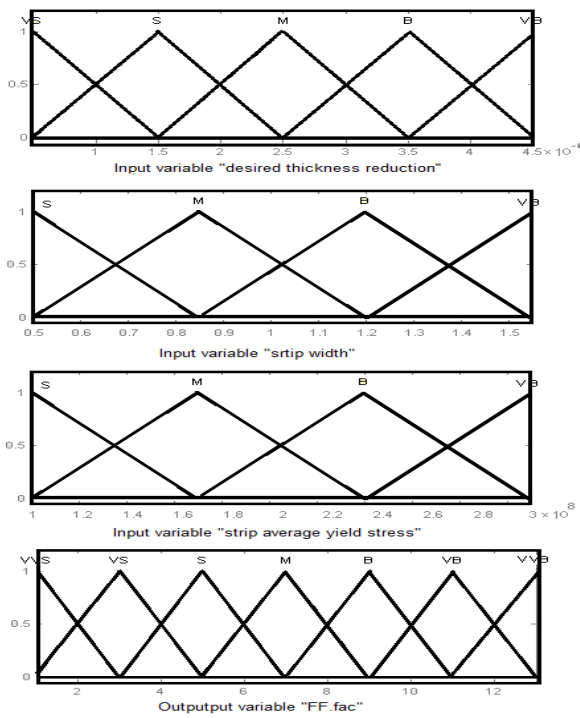 VS S M B VB
1
0.5
0
1 1.5 2 2.5 3 3.5 4 4.5×10⁻⁴
Input variable "desired thickness reduction"
S M B VB
1
0.5
0
0.5 0.6 0.7 0.8 0.9 1 1.1 1.2 1.3 1.4 1.5
Input variable "srtip width"
S M B VB
1
0.5
0
1 1.2 1.4 1.6 1.8 2 2.2 2.4 2.6 2.8 3 ×10⁸
Input variable "strip average yield stress"
VVS VS S M B VB VVB
1
0.5
0
2 4 6 8 10 12
Outputput variable "FF.fac"